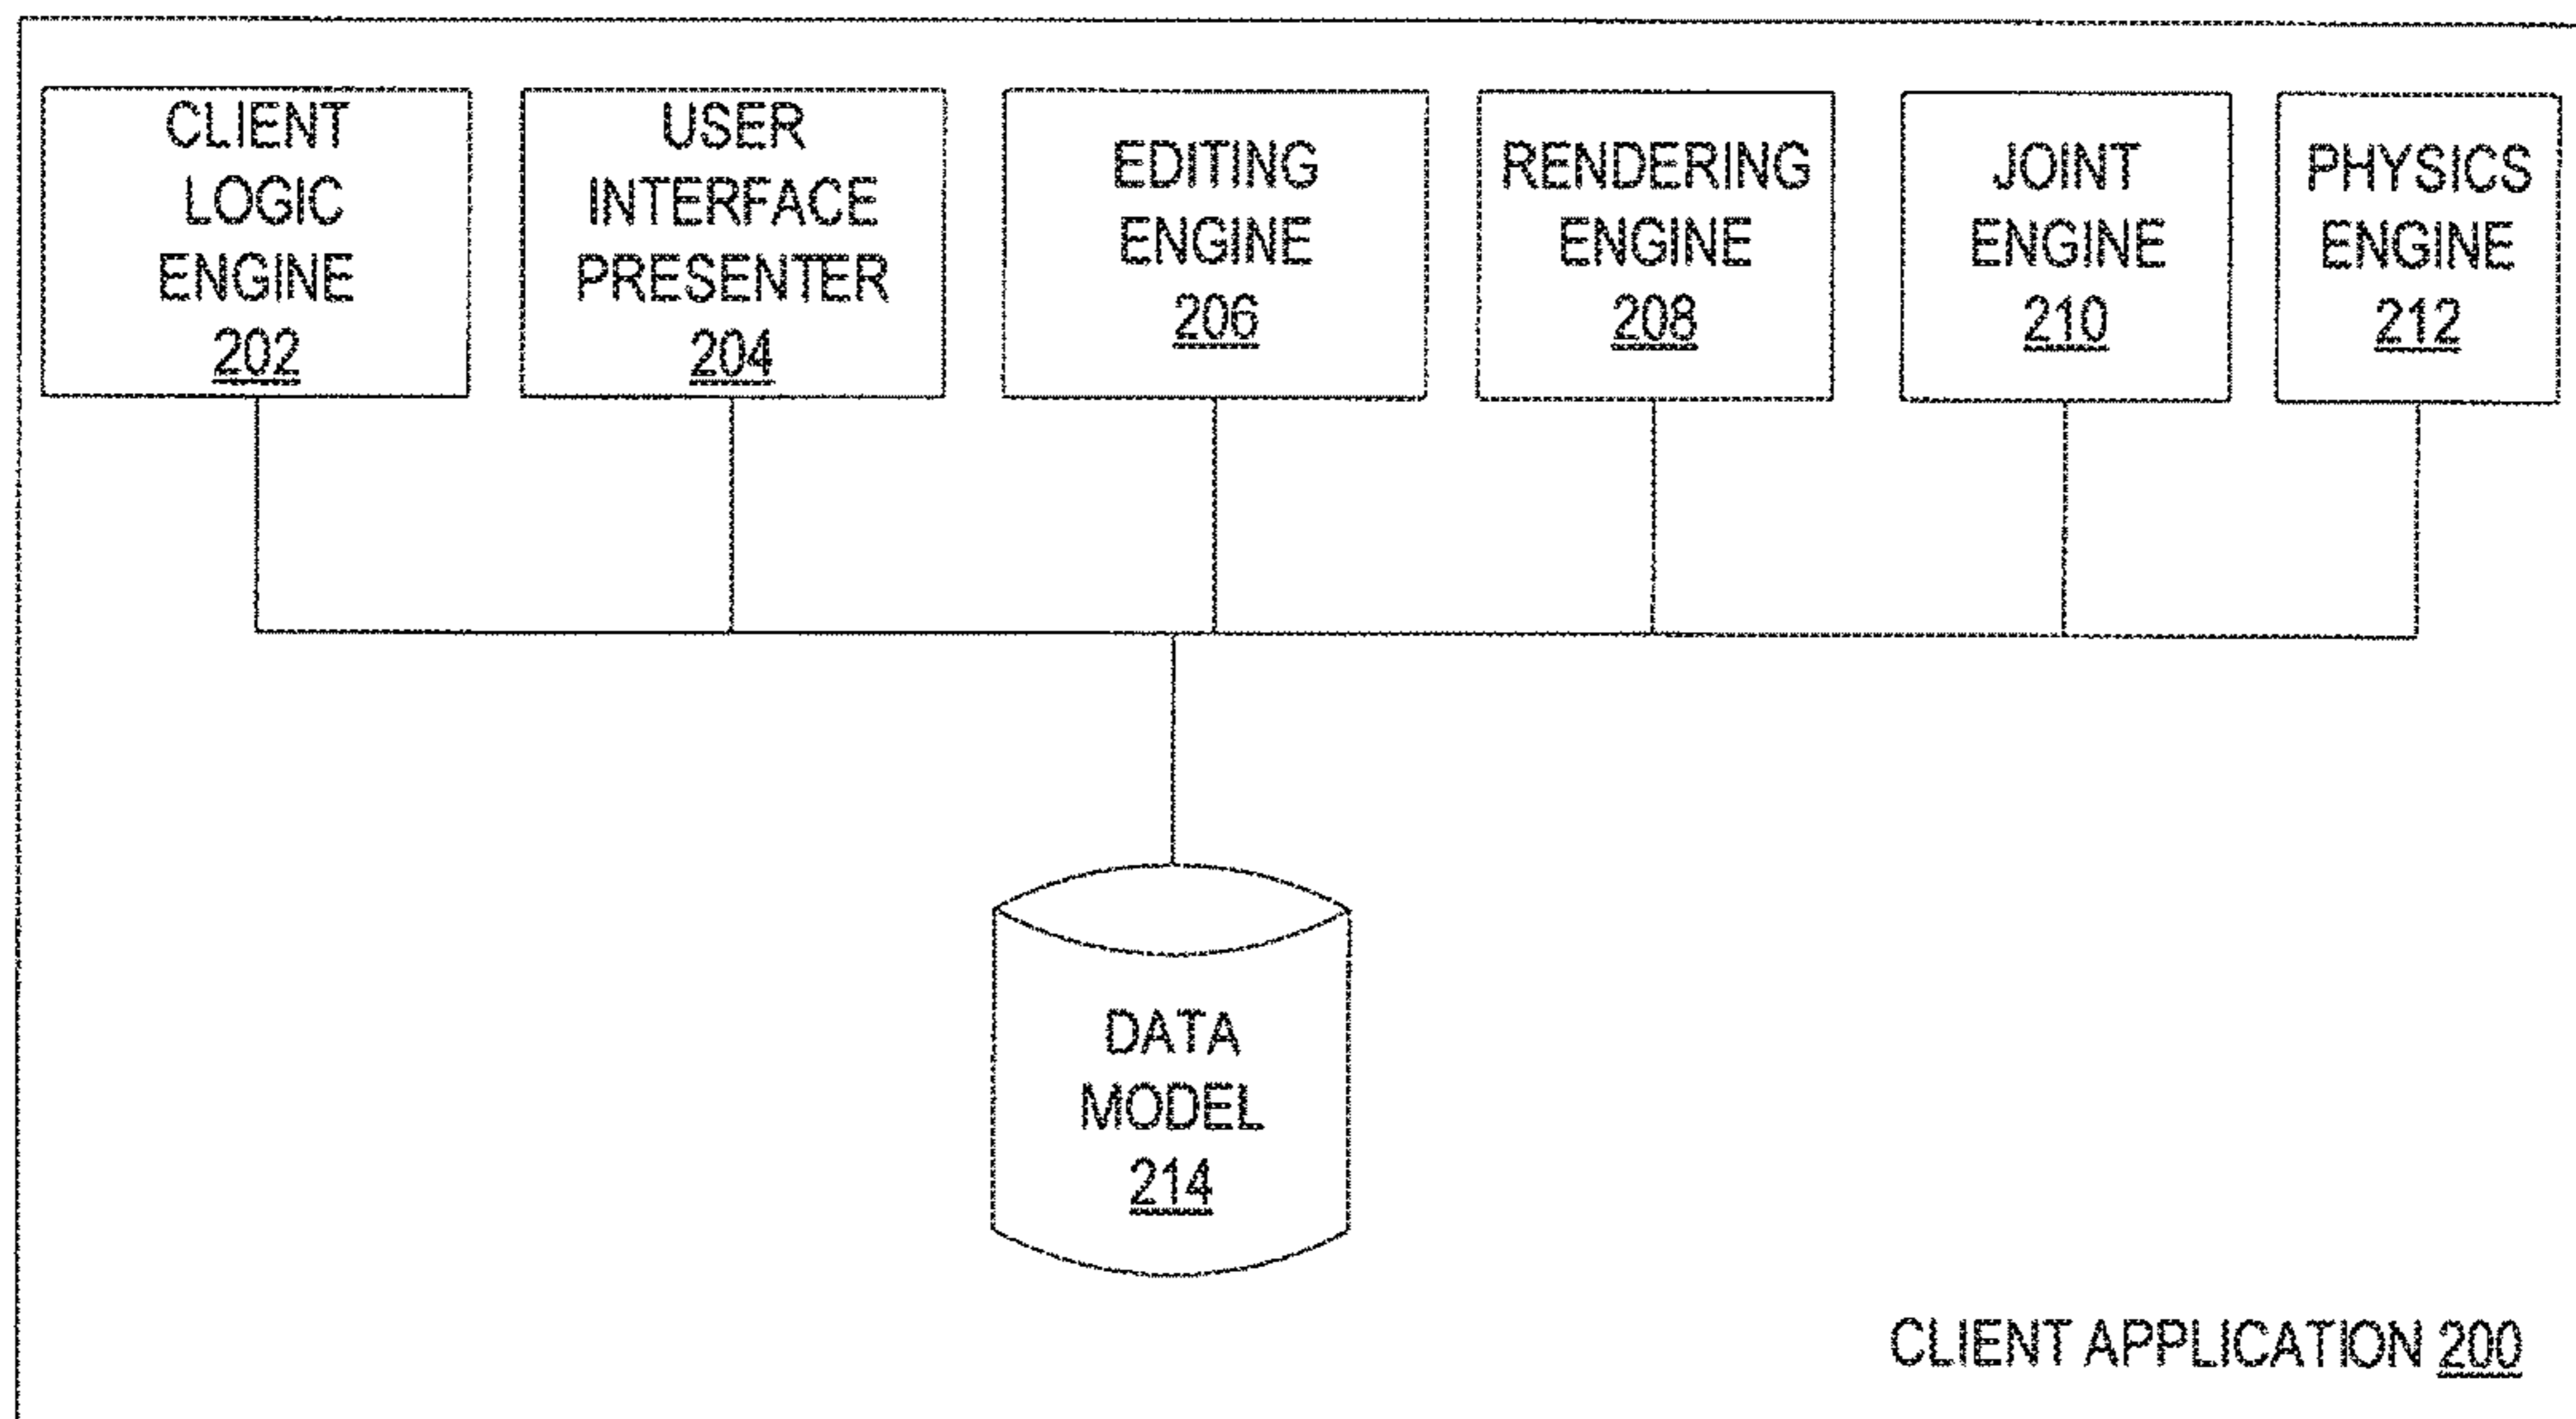 CLIENT
LOGIC
ENGINE
202
USER
INTERFACE
PRESENTER
204
EDITING
ENGINE
206
RENDERING
ENGINE
208
JOINT
ENGINE
210
PHYSICS
ENGINE
212
DATA
MODEL
214
CLIENT APPLICATION 200